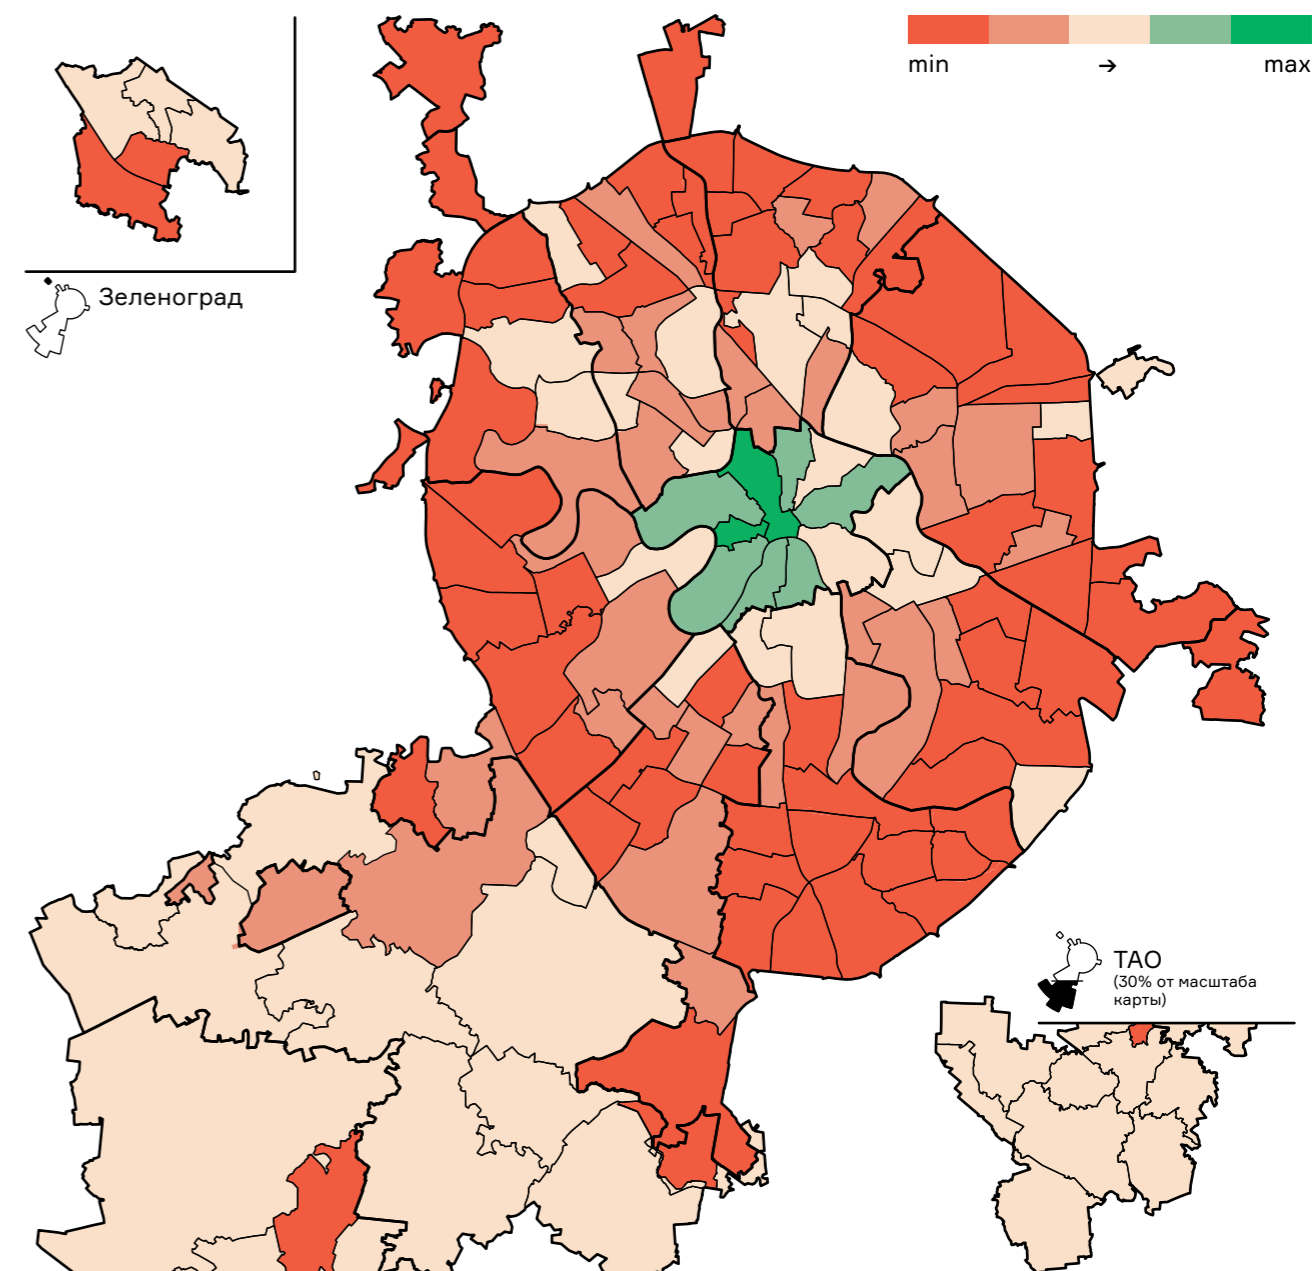 min → max
Зеленоград
ТАО
(30% от масштаба
карты)